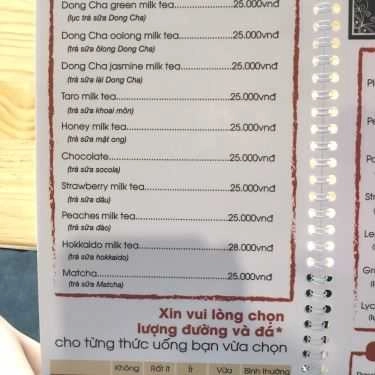 Dong Cha green milk tea.......25.000vnđ
(lục trà sữa Dong Cha)
Dong Cha oolong milk tea.....25.000vnđ
(trà sữa ôlong Dong Cha)
Dong Cha jasmine milk tea...25.000vnđ
(trà sữa lài Dong Cha)
Taro milk tea..............................25.000vnđ
(trà sữa khoai môn)
Honey milk tea..........................25.000vnđ
(trà sữa mật ong)
Chocolate..................................25.000vnđ
(trà sữa socola)
Strawberry milk tea...................25.000vnđ
(trà sữa dâu)
Peaches milk tea......................25.000vnđ
(trà sữa đào)
Hokkaido milk tea.....................28.000vnđ
(trà sữa hokkaido)
Matcha......................................25.000vnđ
(trà sữa Matcha)
Xin vui lòng chọn
lượng đường và đá*
cho từng thức uống bạn vừa chọn
Không Rất ít Ít Vừa Bình thường